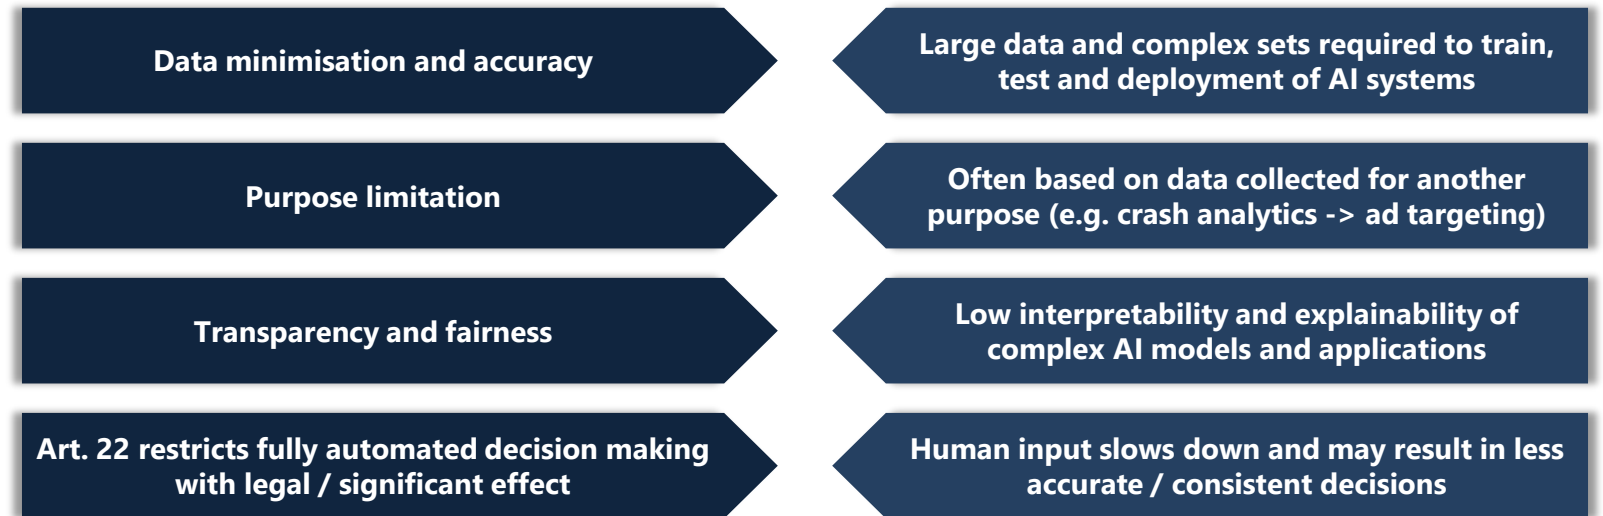 Data minimisation and accuracy
Large data and complex sets required to train,
test and deployment of AI systems
Purpose limitation
Often based on data collected for another
purpose (e.g. crash analytics -> ad targeting)
Transparency and fairness
Low interpretability and explainability of
complex AI models and applications
Art. 22 restricts fully automated decision making
with legal / significant effect
Human input slows down and may result in less
accurate / consistent decisions